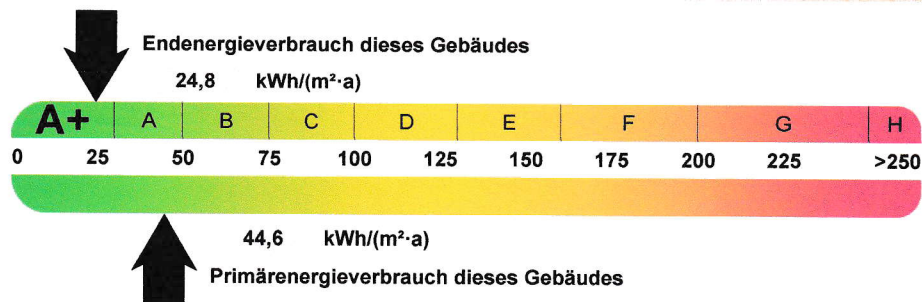 Endenergieverbrauch dieses Gebäudes
24,8 kWh/(m²·a)
A+ A B C D E F G H
0 25 50 75 100 125 150 175 200 225 >250
44,6 kWh/(m²·a)
Primärenergieverbrauch dieses Gebäudes